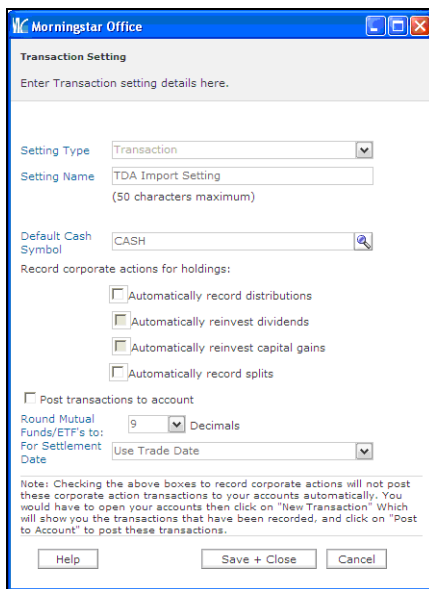 Morningstar Office
Transaction Setting
Enter Transaction setting details here.
Setting Type
Transaction
Setting Name
TDA Import Setting
(50 characters maximum)
Default Cash
Symbol
CASH
Record corporate actions for holdings:
Automatically record distributions
Automatically reinvest dividends
Automatically reinvest capital gains
Automatically record splits
Post transactions to account
Round Mutual
Funds/ETF's to:
9
Decimals
For Settlement
Date
Use Trade Date
Note: Checking the above boxes to record corporate actions will not post
these corporate action transactions to your accounts automatically. You
would have to open your accounts then click on "New Transaction" Which
will show you the transactions that have been recorded, and click on "Post
to Account" to post these transactions.
Help
Save + Close
Cancel